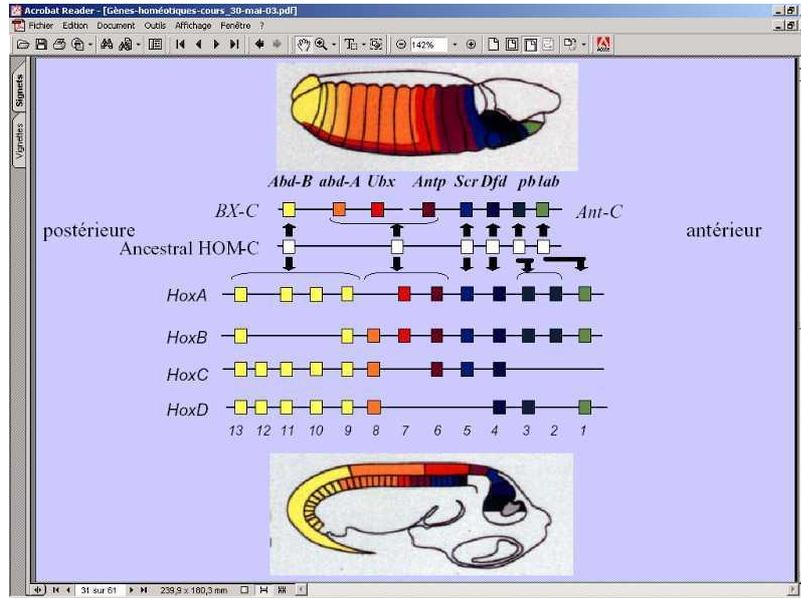 Acrobat Reader - [Gènes-homéotiques-cours_30-mai-03.pdf]
Fichier Edition Document Outils Affichage Fenêtre ?
142%
Signets
Vignettes
Abd-B abd-A Ubx Antp Scr Dfd pb lab
BX-C Ant-C
postérieure antérieur
Ancestral HOM-C
HoxA
HoxB
HoxC
HoxD
13 12 11 10 9 8 7 6 5 4 3 2 1
31 sur 61 239,9 x 180,3 mm